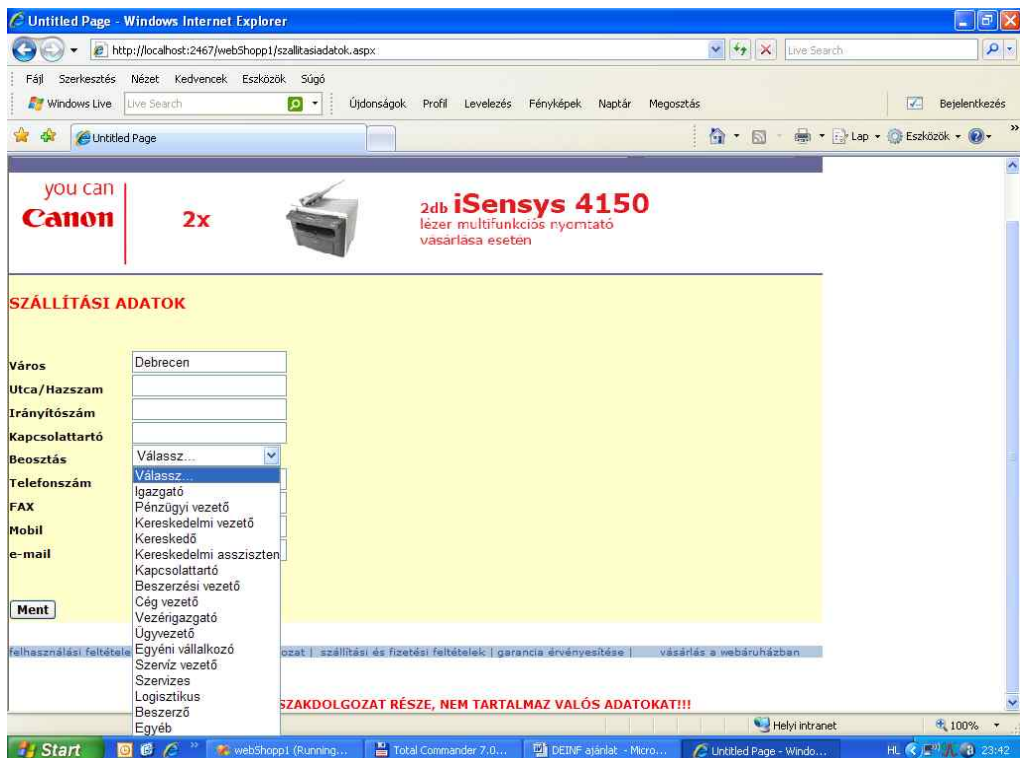 Untitled Page - Windows Internet Explorer
http://localhost:2467/webShopp1/szallitasiadatok.aspx
Live Search
Fájl Szerkesztés Nézet Kedvencek Eszközök Súgó
Windows Live Live Search Újdonságok Profil Levelezés Fényképek Naptár Megosztás Bejelentkezés
Untitled Page Lap Eszközök
you can
Canon
2x
2db iSensys 4150
lézer multifunkciós nyomtató
vásárlása esetén
SZÁLLÍTÁSI ADATOK
Város Debrecen
Utca/Hazszam
Irányítószám
Kapcsolattartó
Beosztás Válassz...
Telefonszám
FAX
Mobil
e-mail
Válassz...
Igazgató
Pénzügyi vezető
Kereskedelmi vezető
Kereskedő
Kereskedelmi assziszten
Kapcsolattartó
Beszerzési vezető
Cég vezető
Vezérigazgató
Ügyvezető
Egyéni vállalkozó
Szervíz vezető
Szervizes
Logisztikus
Beszerző
Egyéb
Ment
felhasználási feltétele ozat | szállítási és fizetési feltételek | garancia érvényesítése | vásárlás a webáruházban
SZAKDOLGOZAT RÉSZE, NEM TARTALMAZ VALÓS ADATOKAT!!!
Helyi intranet 100%
Start webShopp1 (Running... Total Commander 7.0... DEINF ajánlat - Micro... Untitled Page - Windo... HL 23:42